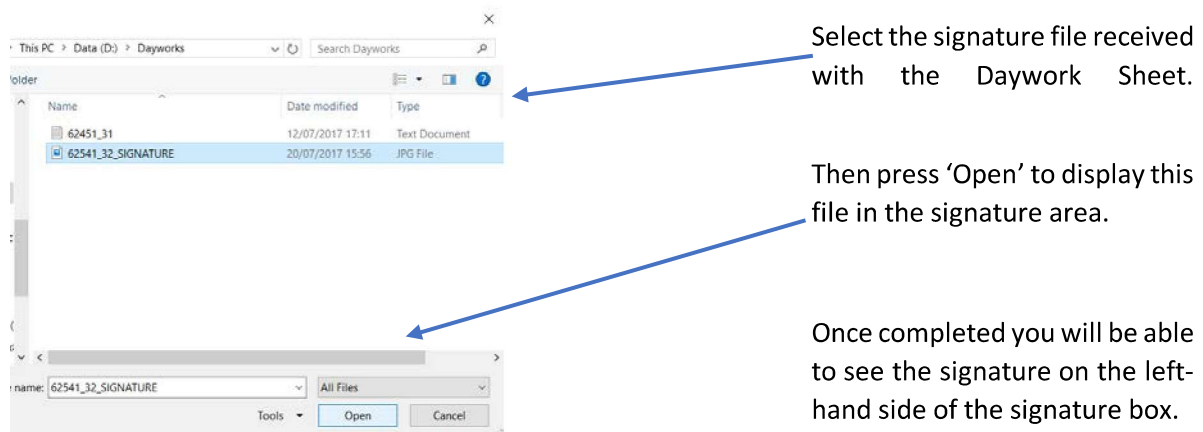 This PC > Data (D:) > Dayworks
Search Dayworks
older
Name Date modified Type
62451_31 12/07/2017 17:11 Text Document
62541_32_SIGNATURE 20/07/2017 15:56 JPG File
name: 62541_32_SIGNATURE All Files
Tools Open Cancel
Select the signature file received
with the Daywork Sheet.
Then press ‘Open’ to display this
file in the signature area.
Once completed you will be able
to see the signature on the left-
hand side of the signature box.